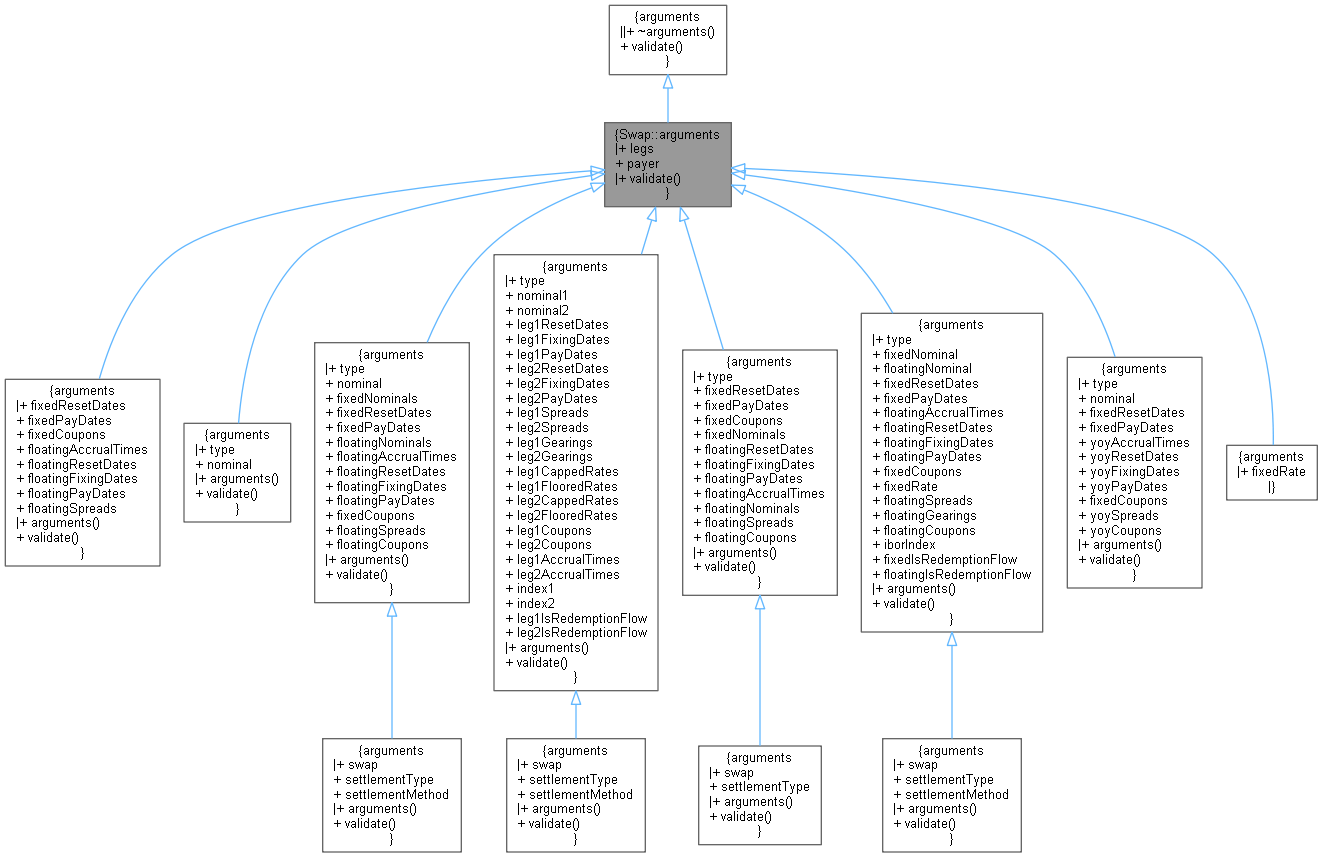 {arguments
||+ ~arguments()
+ validate()
}
{Swap::arguments
|+ legs
+ payer
|+ validate()
}
{arguments
|+ fixedResetDates
+ fixedPayDates
+ fixedCoupons
+ floatingAccrualTimes
+ floatingResetDates
+ floatingFixingDates
+ floatingPayDates
+ floatingSpreads
|+ arguments()
+ validate()
}
{arguments
|+ type
+ nominal
|+ arguments()
+ validate()
}
{arguments
|+ type
+ nominal
+ fixedNominals
+ fixedResetDates
+ fixedPayDates
+ floatingNominals
+ floatingAccrualTimes
+ floatingResetDates
+ floatingFixingDates
+ floatingPayDates
+ fixedCoupons
+ floatingSpreads
+ floatingCoupons
|+ arguments()
+ validate()
}
{arguments
|+ type
+ nominal1
+ nominal2
+ leg1ResetDates
+ leg1FixingDates
+ leg1PayDates
+ leg2ResetDates
+ leg2FixingDates
+ leg2PayDates
+ leg1Spreads
+ leg2Spreads
+ leg1Gearings
+ leg2Gearings
+ leg1CappedRates
+ leg1FlooredRates
+ leg2CappedRates
+ leg2FlooredRates
+ leg1Coupons
+ leg2Coupons
+ leg1AccrualTimes
+ leg2AccrualTimes
+ index1
+ index2
+ leg1IsRedemptionFlow
+ leg2IsRedemptionFlow
|+ arguments()
+ validate()
}
{arguments
|+ type
+ fixedResetDates
+ fixedPayDates
+ fixedCoupons
+ fixedNominals
+ floatingResetDates
+ floatingFixingDates
+ floatingPayDates
+ floatingAccrualTimes
+ floatingNominals
+ floatingSpreads
+ floatingCoupons
|+ arguments()
+ validate()
}
{arguments
|+ type
+ fixedNominal
+ floatingNominal
+ fixedResetDates
+ fixedPayDates
+ floatingAccrualTimes
+ floatingResetDates
+ floatingFixingDates
+ floatingPayDates
+ fixedCoupons
+ fixedRate
+ floatingSpreads
+ floatingGearings
+ floatingCoupons
+ iborIndex
+ fixedIsRedemptionFlow
+ floatingIsRedemptionFlow
|+ arguments()
+ validate()
}
{arguments
|+ type
+ nominal
+ fixedResetDates
+ fixedPayDates
+ yoyAccrualTimes
+ yoyResetDates
+ yoyFixingDates
+ yoyPayDates
+ fixedCoupons
+ yoySpreads
+ yoyCoupons
|+ arguments()
+ validate()
}
{arguments
|+ fixedRate
|}
{arguments
|+ swap
+ settlementType
+ settlementMethod
|+ arguments()
+ validate()
}
{arguments
|+ swap
+ settlementType
+ settlementMethod
|+ arguments()
+ validate()
}
{arguments
|+ swap
+ settlementType
|+ arguments()
+ validate()
}
{arguments
|+ swap
+ settlementType
+ settlementMethod
|+ arguments()
+ validate()
}